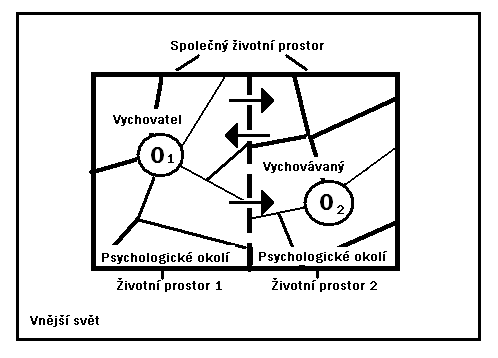 Společný životní prostor
Vychovatel
O1
Vychovávaný
O2
Psychologické okolí
Psychologické okolí
Životní prostor 1
Životní prostor 2
Vnější svět